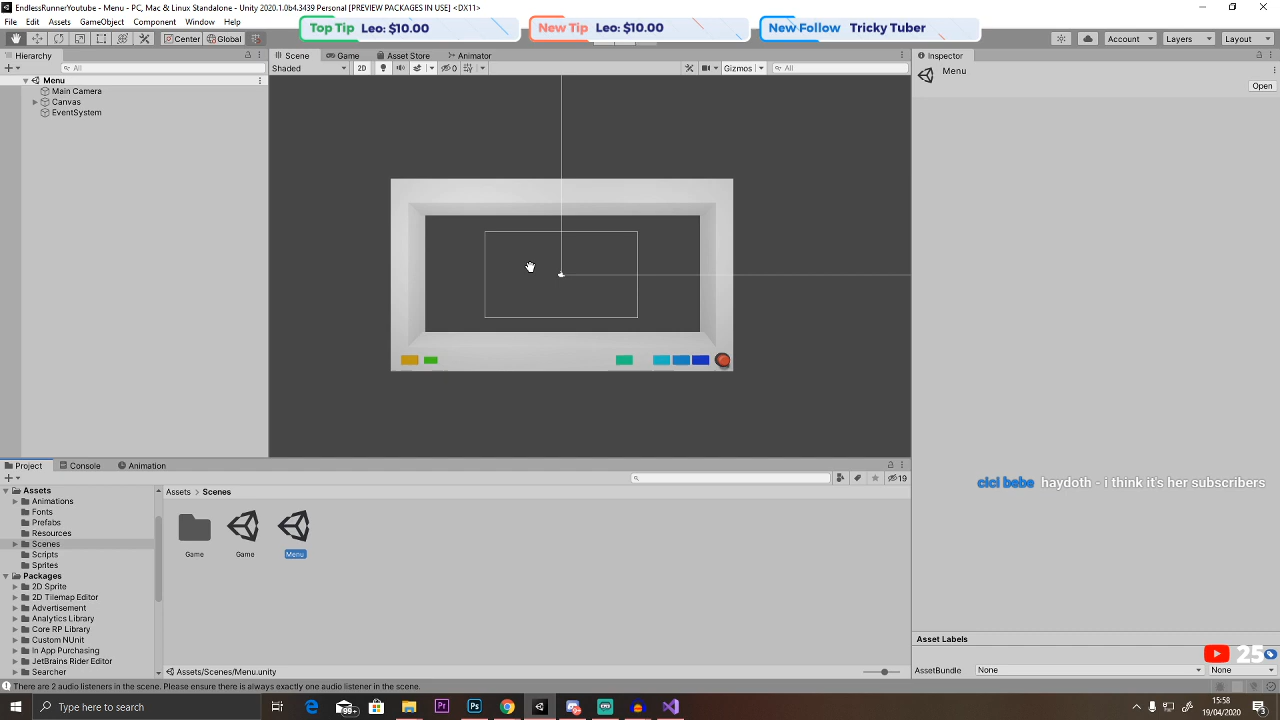 EndlessRunnerYoutube - Menu - PC, Mac & Linux Standalone - Unity 2020.1.0b4.3439 Personal [PREVIEW PACKAGES IN USE] <DX11>
File Edit Assets GameObject Component Window Help
Top Tip Leo: $10.00
New Tip Leo: $10.00
New Follow Tricky Tuber
Center Global
Account Layers Layout
Hierarchy
Scene Game Asset Store Animator
Inspector
All
Shaded 2D 0 Gizmos All
Menu
Open
Menu
Main Camera
Canvas
EventSystem
Project Console Animation
19
Assets > Scenes
Assets
Animations
Fonts
Prefabs
Resources
Scenes
Scripts
Sprites
Packages
2D Sprite
2D Tilemap Editor
Advertisement
Analytics Library
Core RP Library
Custom NUnit
In App Purchasing
JetBrains Rider Editor
Searcher
Game Game Menu
cici bebe haydoth - i think it's her subscribers
Asset Labels
25
AssetBundle None None
Assets/Scenes/Menu.unity
There are 2 audio listeners in the scene. Please ensure there is always exactly one audio listener in the scene.
Type here to search
99+
Pr
Ps
15:58
19/04/2020